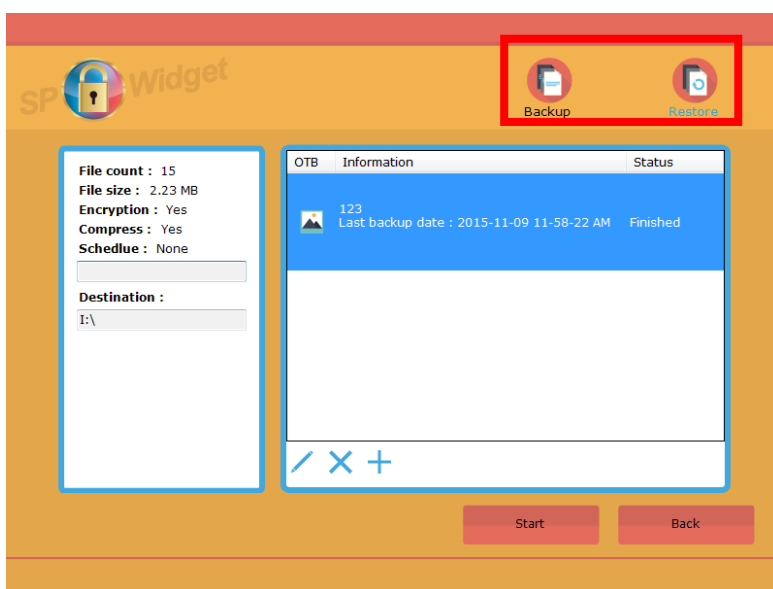 SP Widget
Backup Restore
File count : 15
File size : 2.23 MB
Encryption : Yes
Compress : Yes
Schedlue : None
Destination :
I:\
OTB Information Status
123
Last backup date : 2015-11-09 11-58-22 AM Finished
Start Back